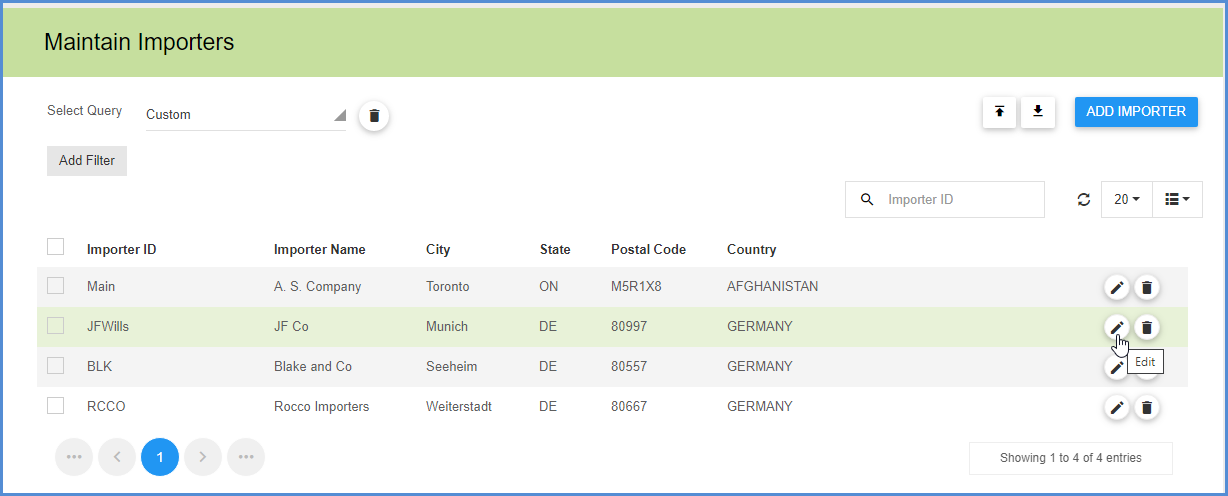 Maintain Importers
Select Query Custom ADD IMPORTER
Add Filter
Importer ID 20
Importer ID Importer Name City State Postal Code Country
Main A. S. Company Toronto ON M5R1X8 AFGHANISTAN
JFWills JF Co Munich DE 80997 GERMANY
BLK Blake and Co Seeheim DE 80557 GERMANY
Edit
RCCO Rocco Importers Weiterstadt DE 80667 GERMANY
1 Showing 1 to 4 of 4 entries